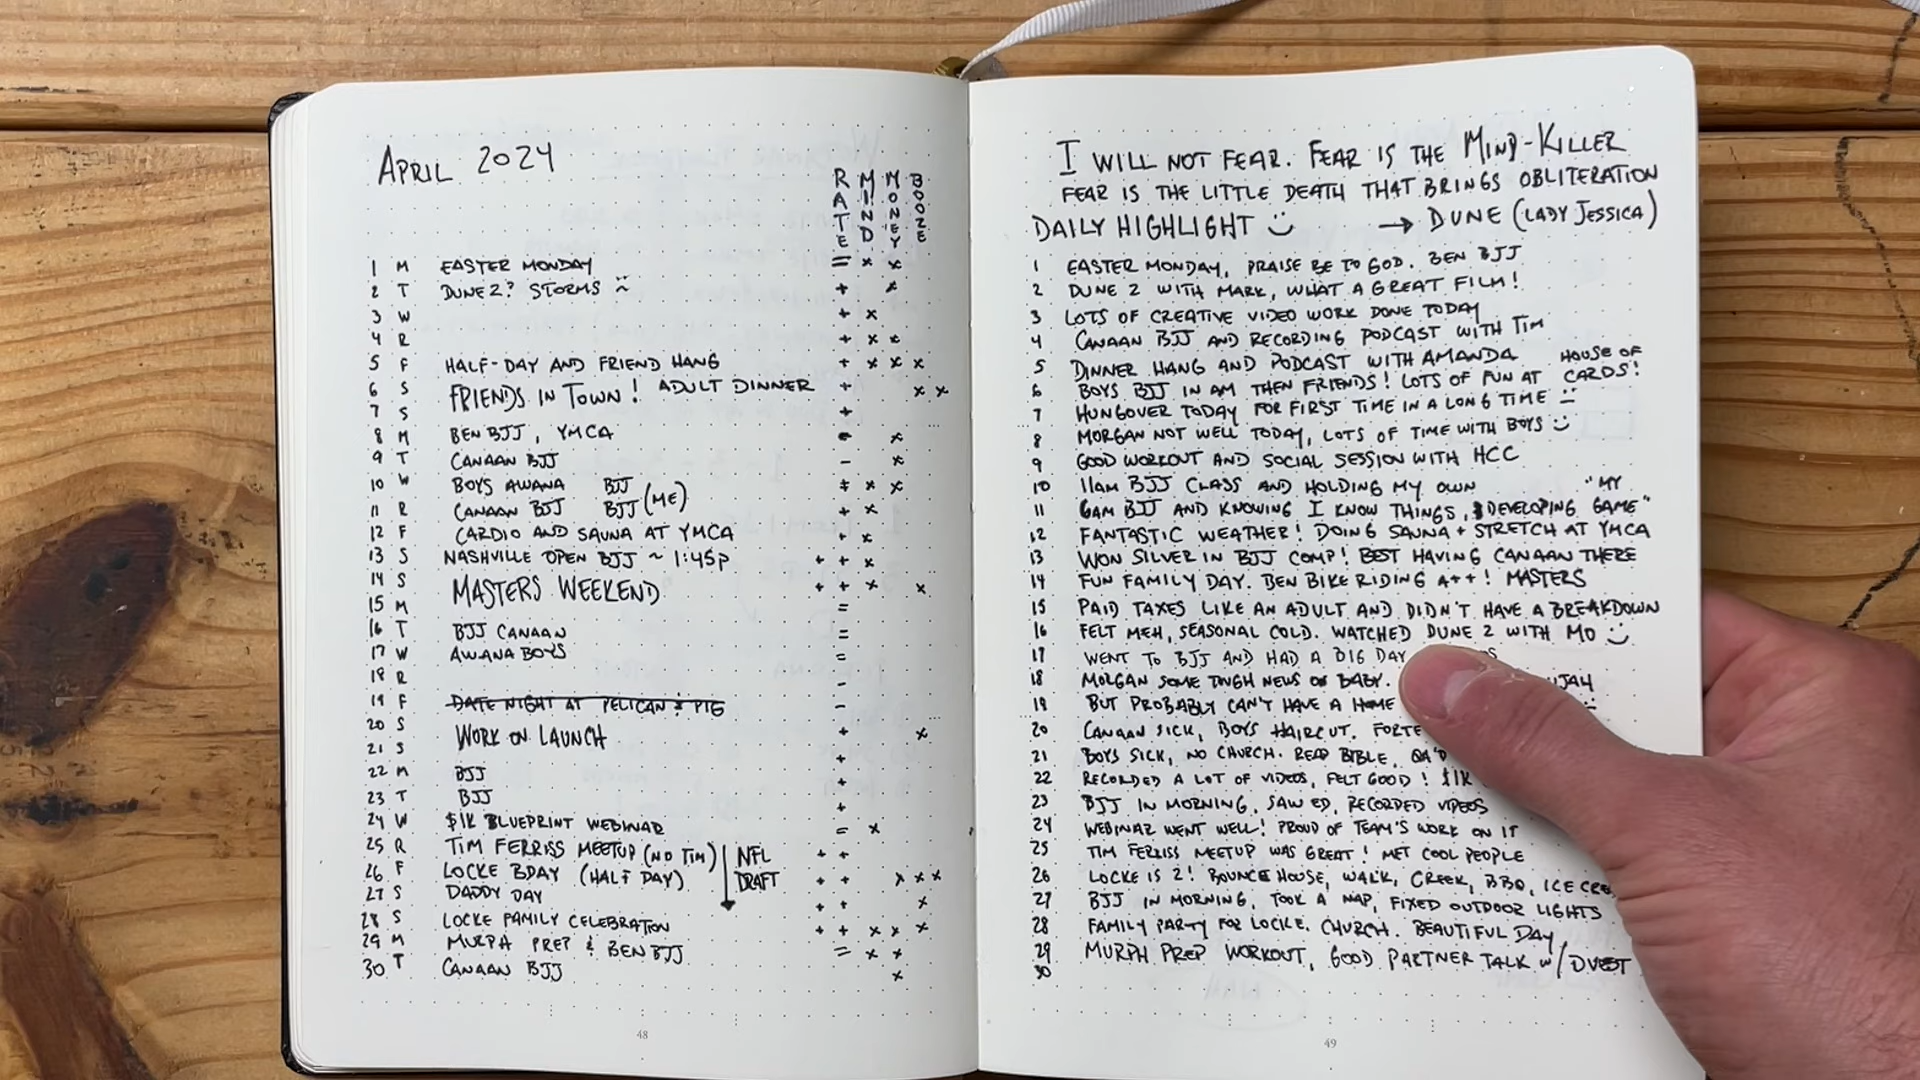 APRIL 2024
RATE MIND MONEY BOOZE
1 M EASTER MONDAY = x x
2 T DUNE 2? STORMS + x
3 W + x
4 R + x x
5 F HALF-DAY AND FRIEND HANG + x x x
6 S FRIENDS IN TOWN! ADULT DINNER + x x
7 S +
8 M BEN BJJ, YMCA - x
9 T CANAAN BJJ - x
10 W BOYS AWANA BJJ x x
11 R CANAAN BJJ BJJ (ME) + x
12 F CARDIO AND SAUNA AT YMCA + x
13 S NASHVILLE OPEN BJJ ~ 1:45P + + x
14 S MASTERS WEEKEND + + x x
15 M =
16 T BJJ CANAAN =
17 W AWANA BOYS =
18 R -
19 F DATE NIGHT AT PELICAN & PIG -
20 S WORK ON LAUNCH + x
21 S +
22 M BJJ +
23 T BJJ +
24 W $1K BLUEPRINT WEBINAR = x
25 R TIM FERRISS MEETUP (NO TIM) NFL + +
26 F LOCKE BDAY (HALF DAY) DRAFT + + x x x
27 S DADDY DAY + + x
28 S LOCKE FAMILY CELEBRATION + + x x x
29 M MURPH PREP & BEN BJJ = x x
30 T CANAAN BJJ x
48
I WILL NOT FEAR. FEAR IS THE MIND-KILLER
FEAR IS THE LITTLE DEATH THAT BRINGS OBLITERATION
DAILY HIGHLIGHT :) → DUNE (LADY JESSICA)
1 EASTER MONDAY, PRAISE BE TO GOD. BEN BJJ
2 DUNE 2 WITH MARK, WHAT A GREAT FILM!
3 LOTS OF CREATIVE VIDEO WORK DONE TODAY
4 CANAAN BJJ AND RECORDING PODCAST WITH TIM
5 DINNER HANG AND PODCAST WITH AMANDA
6 BOYS BJJ IN AM THEN FRIENDS! LOTS OF FUN AT HOUSE OF CARDS!
7 HUNGOVER TODAY FOR FIRST TIME IN A LONG TIME
8 MORGAN NOT WELL TODAY, LOTS OF TIME WITH BOYS :)
9 GOOD WORKOUT AND SOCIAL SESSION WITH HCC
10 11AM BJJ CLASS AND HOLDING MY OWN
11 6AM BJJ AND KNOWING I KNOW THINGS, DEVELOPING "MY GAME"
12 FANTASTIC WEATHER! DOING SAUNA + STRETCH AT YMCA
13 WON SILVER IN BJJ COMP! BEST HAVING CANAAN THERE
14 FUN FAMILY DAY. BEN BIKE RIDING A++! MASTERS
15 PAID TAXES LIKE AN ADULT AND DIDN'T HAVE A BREAKDOWN
16 FELT MEH, SEASONAL COLD. WATCHED DUNE 2 WITH MO :)
17 WENT TO BJJ AND HAD A BIG DAY
18 MORGAN SOME TOUGH NEWS OF BABY.
19 BUT PROBABLY CAN'T HAVE A HOME
20 CANAAN SICK, BOYS HAIRCUT.
21 BOYS SICK, NO CHURCH. READ BIBLE,
22 RECORDED A LOT OF VIDEOS, FELT GOOD! $1K
23 BJJ IN MORNING, SAW ED, RECORDED VIDEOS
24 WEBINAR WENT WELL! PROUD OF TEAM'S WORK ON IT
25 TIM FERRISS MEETUP WAS GREAT! MET COOL PEOPLE
26 LOCKE IS 2! BOUNCE HOUSE, WALK, CREEK, BBQ, ICE
27 BJJ IN MORNING, TOOK A NAP, FIXED OUTDOOR LIGHTS
28 FAMILY PARTY FOR LOCKE. CHURCH. BEAUTIFUL DAY
29 MURPH PREP WORKOUT, GOOD PARTNER TALK W/
30
49